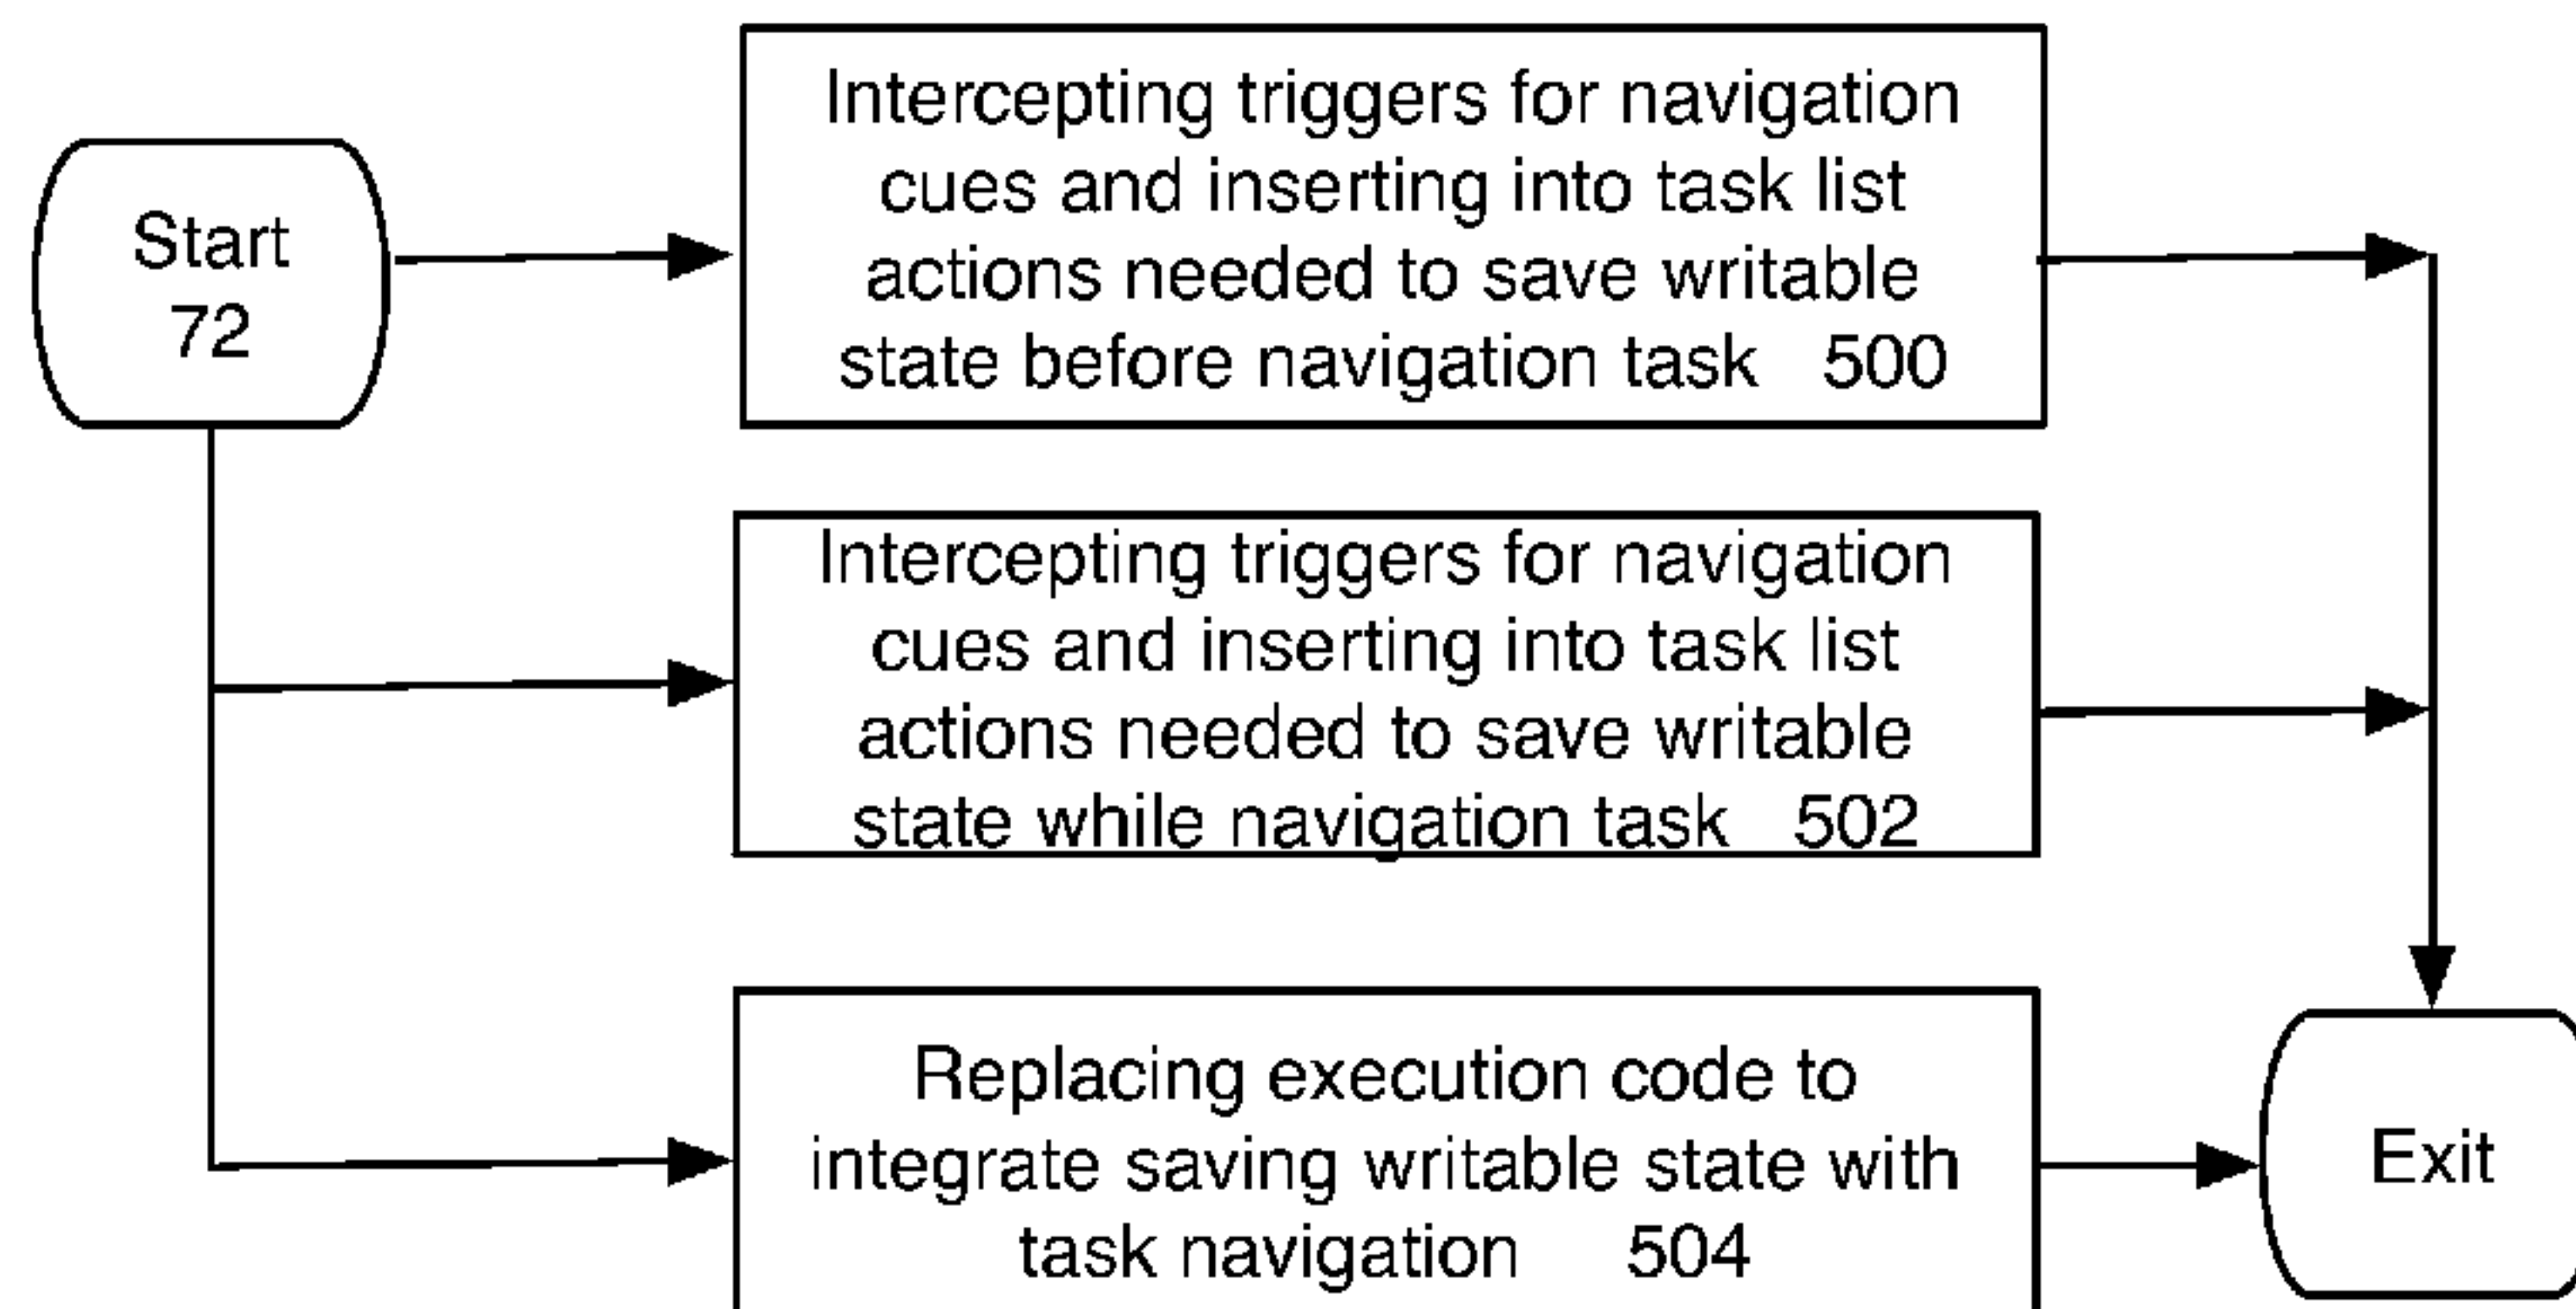 Start
72
Intercepting triggers for navigation
cues and inserting into task list
actions needed to save writable
state before navigation task 500
Intercepting triggers for navigation
cues and inserting into task list
actions needed to save writable
state while navigation task 502
Replacing execution code to
integrate saving writable state with
task navigation 504
Exit